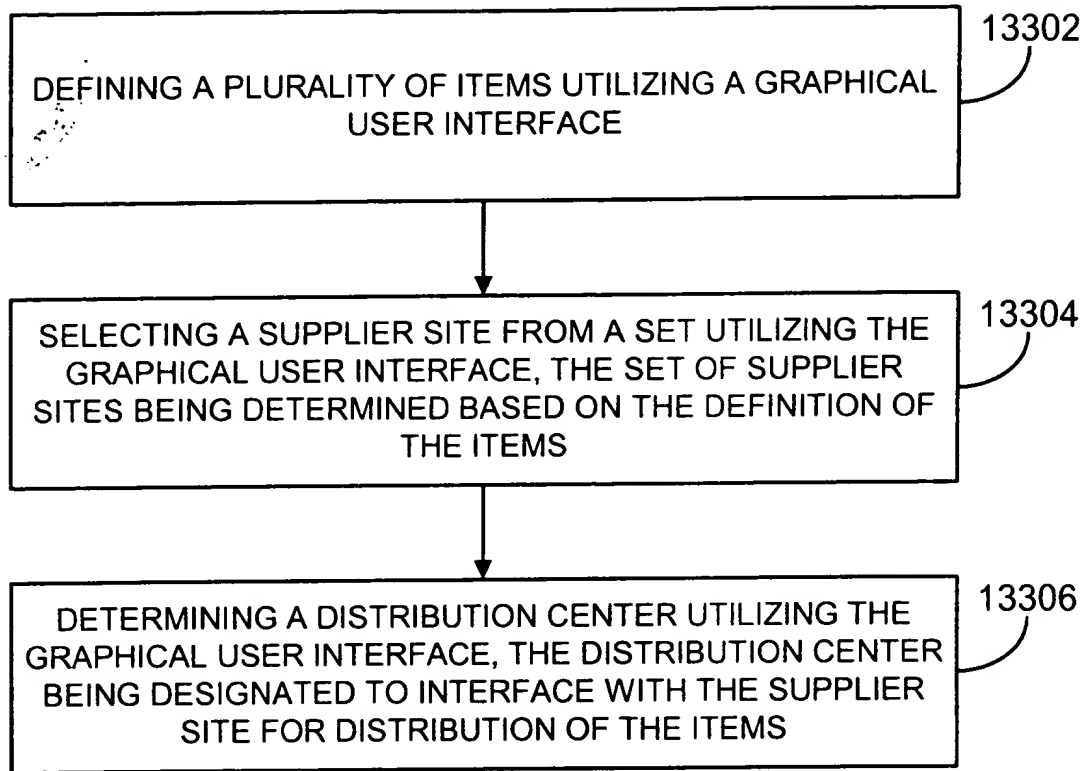 13302
DEFINING A PLURALITY OF ITEMS UTILIZING A GRAPHICAL
USER INTERFACE
13304
SELECTING A SUPPLIER SITE FROM A SET UTILIZING THE
GRAPHICAL USER INTERFACE, THE SET OF SUPPLIER
SITES BEING DETERMINED BASED ON THE DEFINITION OF
THE ITEMS
13306
DETERMINING A DISTRIBUTION CENTER UTILIZING THE
GRAPHICAL USER INTERFACE, THE DISTRIBUTION CENTER
BEING DESIGNATED TO INTERFACE WITH THE SUPPLIER
SITE FOR DISTRIBUTION OF THE ITEMS